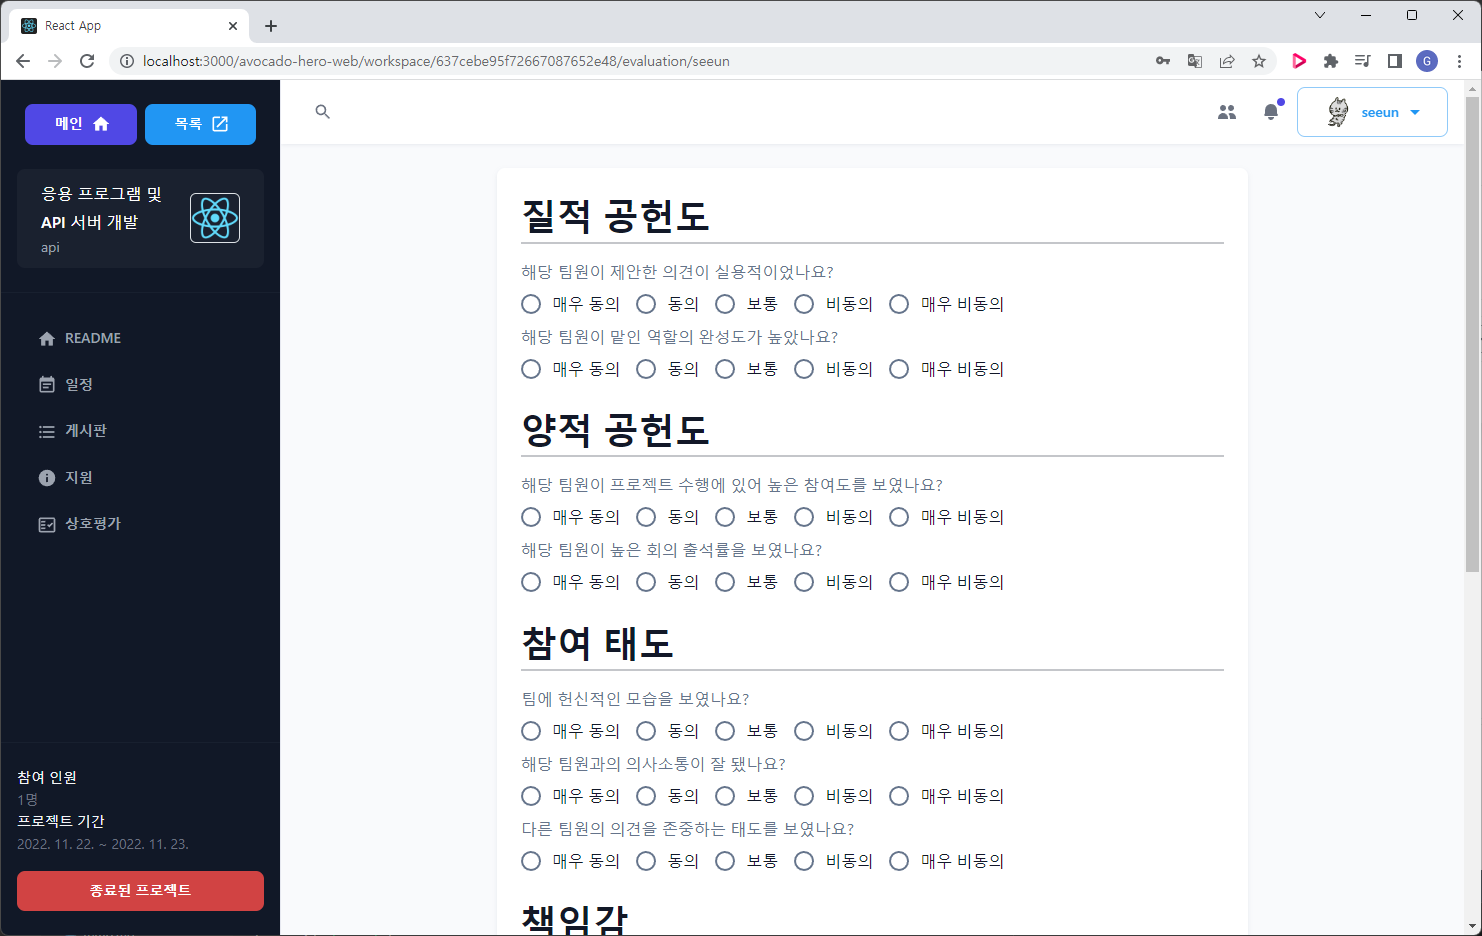 React App
localhost:3000/avocado-hero-web/workspace/637cebe95f72667087652e48/evaluation/seeun
G
메인
목록
seeun
응용 프로그램 및
API 서버 개발
api
README
일정
게시판
지원
상호평가
참여 인원
1명
프로젝트 기간
2022. 11. 22. ~ 2022. 11. 23.
종료된 프로젝트
질적 공헌도
해당 팀원이 제안한 의견이 실용적이었나요?
매우 동의 동의 보통 비동의 매우 비동의
해당 팀원이 맡인 역할의 완성도가 높았나요?
매우 동의 동의 보통 비동의 매우 비동의
양적 공헌도
해당 팀원이 프로젝트 수행에 있어 높은 참여도를 보였나요?
매우 동의 동의 보통 비동의 매우 비동의
해당 팀원이 높은 회의 출석률을 보였나요?
매우 동의 동의 보통 비동의 매우 비동의
참여 태도
팀에 헌신적인 모습을 보였나요?
매우 동의 동의 보통 비동의 매우 비동의
해당 팀원과의 의사소통이 잘 됐나요?
매우 동의 동의 보통 비동의 매우 비동의
다른 팀원의 의견을 존중하는 태도를 보였나요?
매우 동의 동의 보통 비동의 매우 비동의
책임감